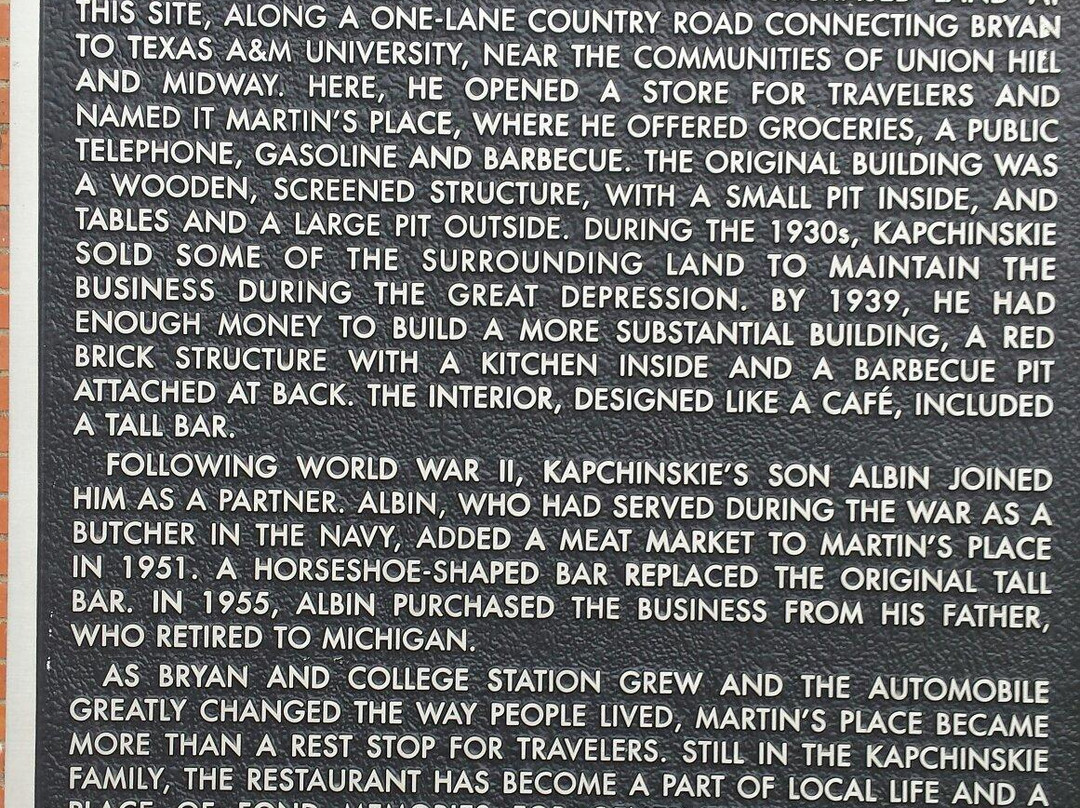 THIS SITE, ALONG A ONE-LANE COUNTRY ROAD CONNECTING BRYAN
TO TEXAS A&M UNIVERSITY, NEAR THE COMMUNITIES OF UNION HILL
AND MIDWAY. HERE, HE OPENED A STORE FOR TRAVELERS AND
NAMED IT MARTIN'S PLACE, WHERE HE OFFERED GROCERIES, A PUBLIC
TELEPHONE, GASOLINE AND BARBECUE. THE ORIGINAL BUILDING WAS
A WOODEN, SCREENED STRUCTURE, WITH A SMALL PIT INSIDE, AND
TABLES AND A LARGE PIT OUTSIDE. DURING THE 1930s, KAPCHINSKIE
SOLD SOME OF THE SURROUNDING LAND TO MAINTAIN THE
BUSINESS DURING THE GREAT DEPRESSION. BY 1939, HE HAD
ENOUGH MONEY TO BUILD A MORE SUBSTANTIAL BUILDING, A RED
BRICK STRUCTURE WITH A KITCHEN INSIDE AND A BARBECUE PIT
ATTACHED AT BACK. THE INTERIOR, DESIGNED LIKE A CAFÉ, INCLUDED
A TALL BAR.
FOLLOWING WORLD WAR II, KAPCHINSKIE'S SON ALBIN JOINED
HIM AS A PARTNER. ALBIN, WHO HAD SERVED DURING THE WAR AS A
BUTCHER IN THE NAVY, ADDED A MEAT MARKET TO MARTIN'S PLACE
IN 1951. A HORSESHOE-SHAPED BAR REPLACED THE ORIGINAL TALL
BAR. IN 1955, ALBIN PURCHASED THE BUSINESS FROM HIS FATHER,
WHO RETIRED TO MICHIGAN.
AS BRYAN AND COLLEGE STATION GREW AND THE AUTOMOBILE
GREATLY CHANGED THE WAY PEOPLE LIVED, MARTIN'S PLACE BECAME
MORE THAN A REST STOP FOR TRAVELERS. STILL IN THE KAPCHINSKIE
FAMILY, THE RESTAURANT HAS BECOME A PART OF LOCAL LIFE AND A
PLACE OF FOND MEMORIES FOR